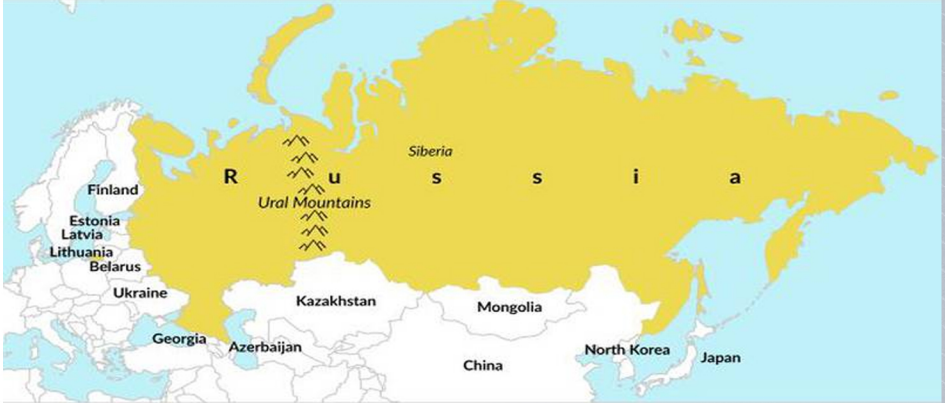 Siberia
R u s s i a
Finland
Ural Mountains
Estonia
Latvia
Lithuania
Belarus
Ukraine
Kazakhstan
Mongolia
Georgia
Azerbaijan
North Korea
Japan
China